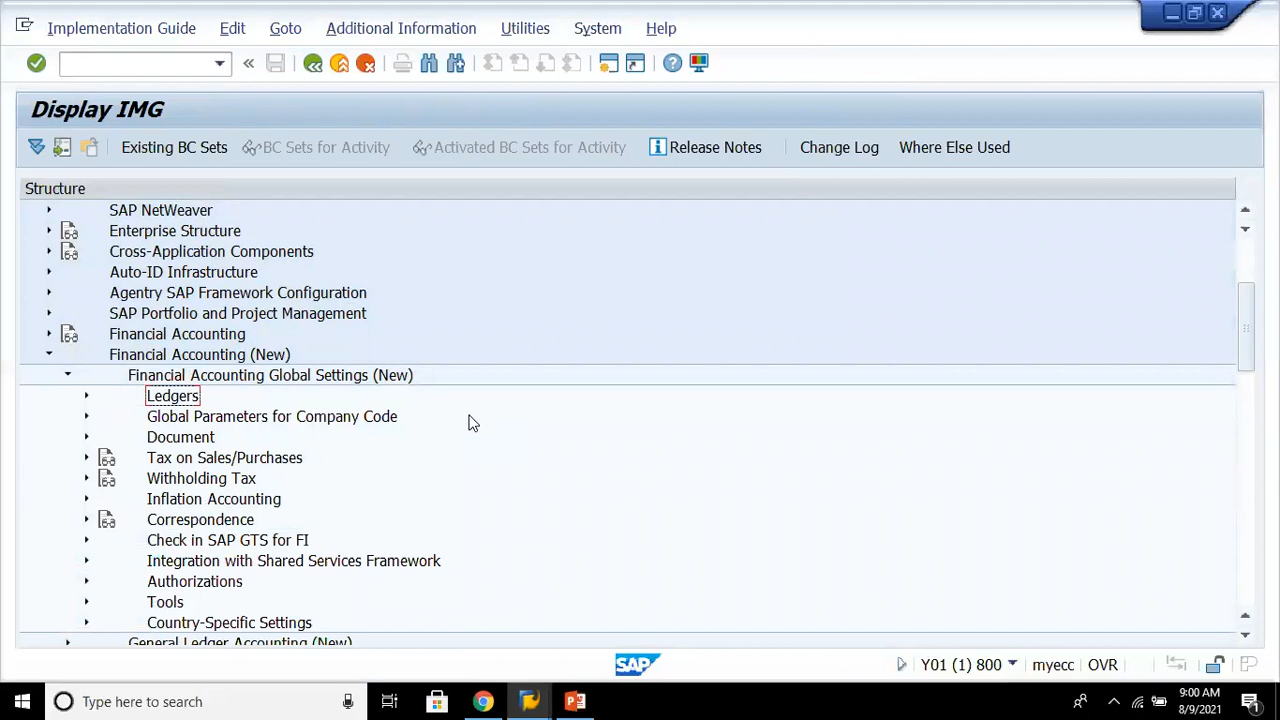 Implementation Guide Edit Goto Additional Information Utilities System Help
Display IMG
Existing BC Sets BC Sets for Activity Activated BC Sets for Activity Release Notes Change Log Where Else Used
Structure
SAP NetWeaver
Enterprise Structure
Cross-Application Components
Auto-ID Infrastructure
Agentry SAP Framework Configuration
SAP Portfolio and Project Management
Financial Accounting
Financial Accounting (New)
Financial Accounting Global Settings (New)
Ledgers
Global Parameters for Company Code
Document
Tax on Sales/Purchases
Withholding Tax
Inflation Accounting
Correspondence
Check in SAP GTS for FI
Integration with Shared Services Framework
Authorizations
Tools
Country-Specific Settings
General Ledger Accounting (New)
SAP Y01 (1) 800 myecc OVR
Type here to search 9:00 AM
8/9/2021 1